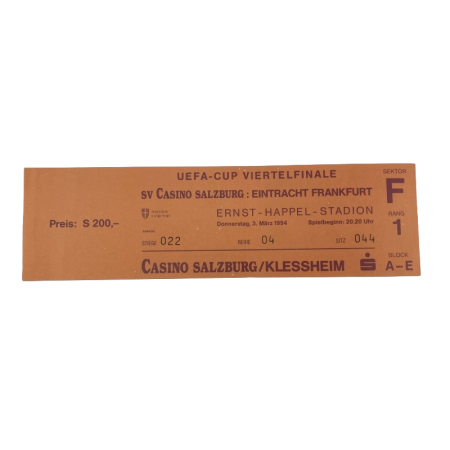 UEFA-CUP VIERTELFINALE
SV CASINO SALZBURG : EINTRACHT FRANKFURT
ERNST-HAPPEL-STADION
Donnerstag, 3. März 1994 Spielbeginn: 20.20 Uhr
Preis: S 200,–
STIEGE 022 REIHE 04 SITZ 044
CASINO SALZBURG/KLESSHEIM
SEKTOR
F
RANG
1
BLOCK
A–E